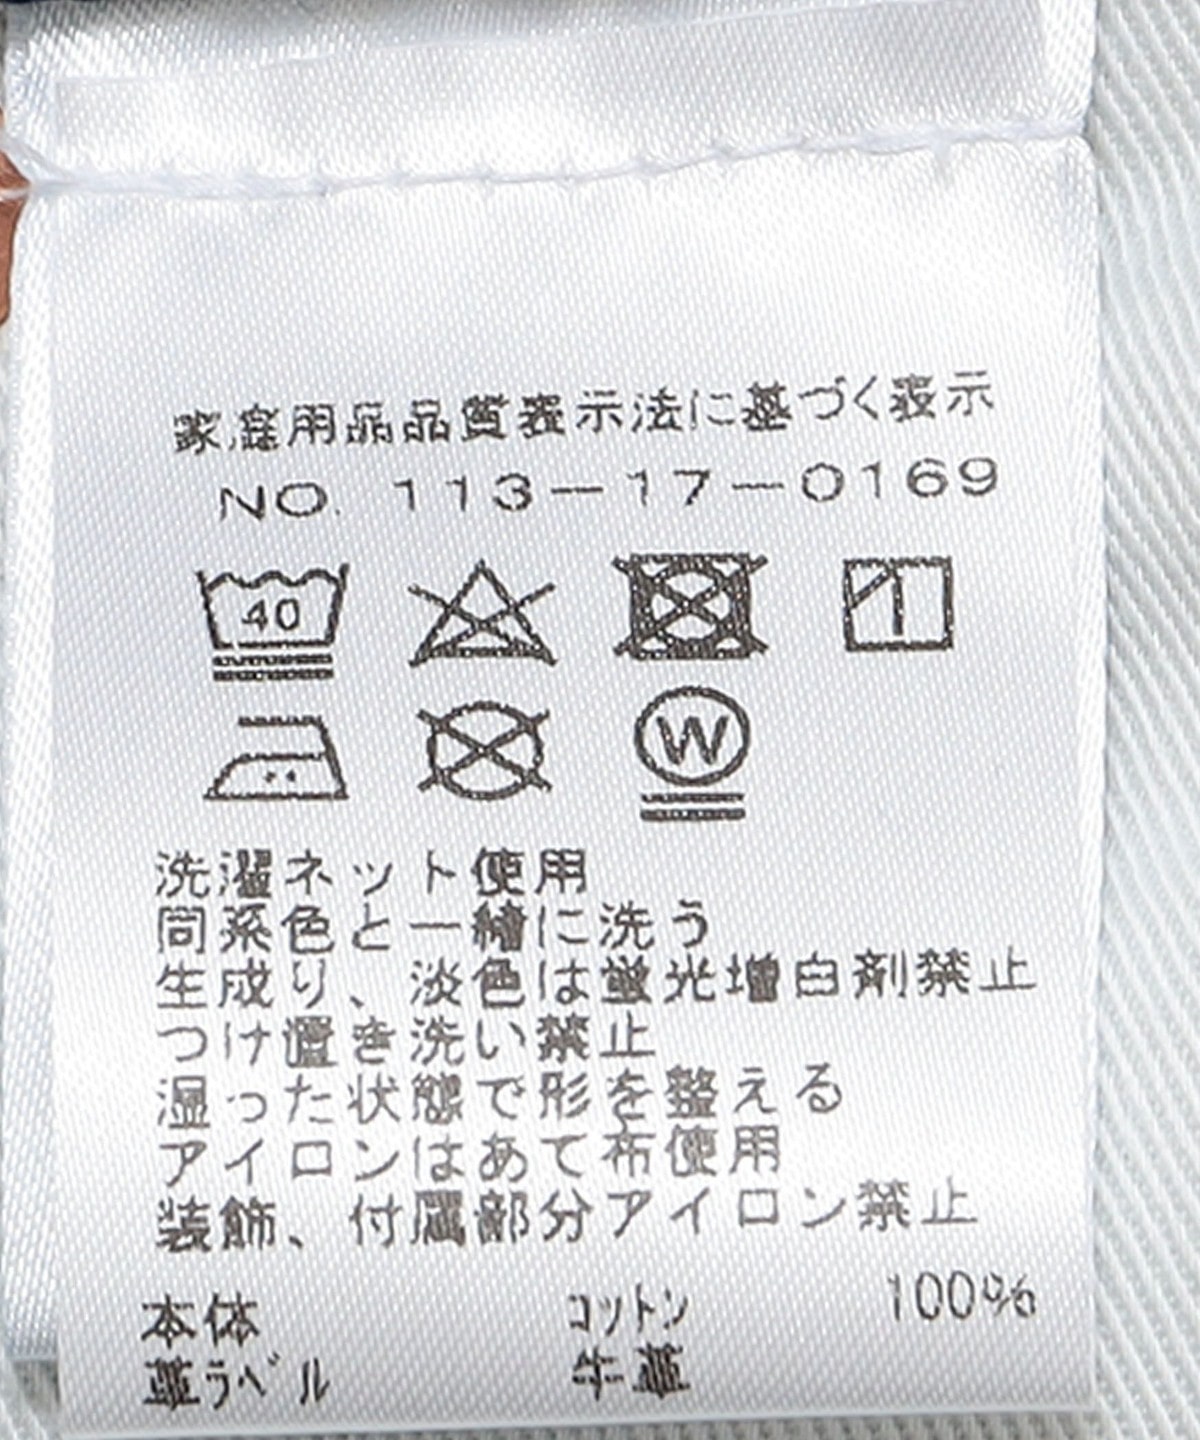 家庭用品品質表示法に基づく表示
NO. 113-17-0169
40
W
洗濯ネット使用
同系色と一緒に洗う
生成り、淡色は蛍光増白剤禁止
つけ置き洗い禁止
湿った状態で形を整える
アイロンはあて布使用
装飾、付属部分アイロン禁止
本体 コットン 100%
革ラベル 牛革